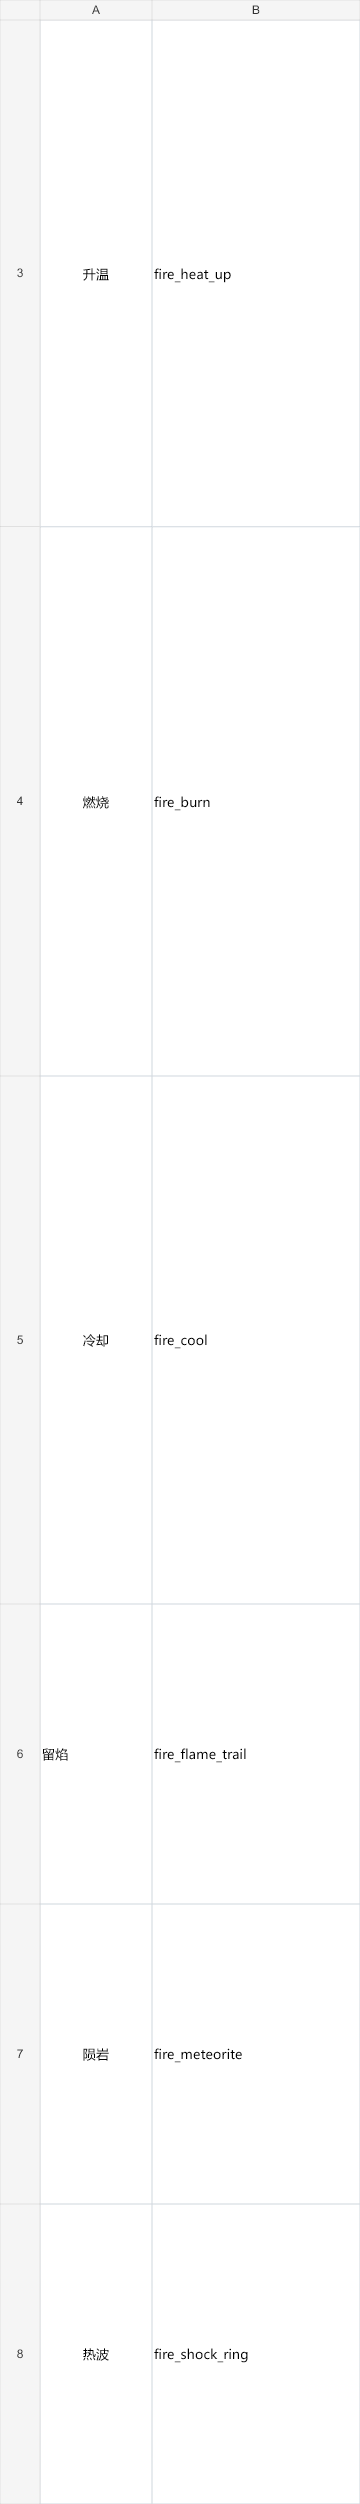 A B
3 升温 fire_heat_up
4 燃烧 fire_burn
5 冷却 fire_cool
6 留焰 fire_flame_trail
7 陨岩 fire_meteorite
8 热波 fire_shock_ring